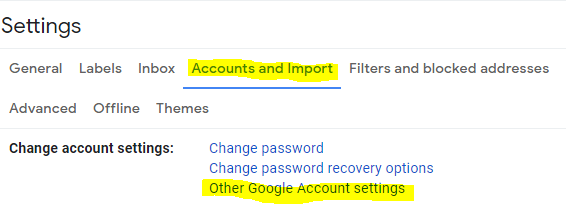 Settings
General Labels Inbox Accounts and Import Filters and blocked addresses
Advanced Offline Themes
Change account settings: Change password
Change password recovery options
Other Google Account settings